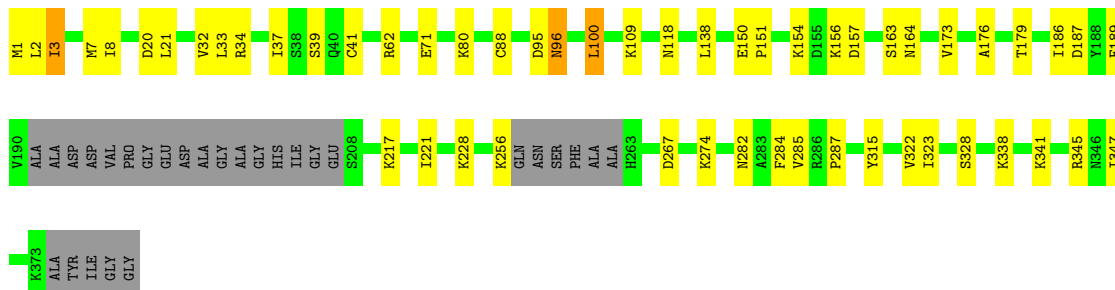 M1 L2 I3 M7 I8 D20 L21 V32 L33 R34 I37 S38 S39 Q40 C41 R62 E71 K80 C88 D95 N96 L100 K109 N118 L138 E150 P151 K154 D155 K156 D157 S163 N164 V173 A176 T179 I186 D187 Y188
V190 ALA ALA ASP ASP VAL PRO GLY GLU ASP ALA GLY ALA GLY HIS ILE GLY GLU S208 K217 I221 K228 K256 GLN ASN SER PHE ALA ALA H263 D267 K274 N282 A283 F284 V285 R286 P287 Y315 V322 I323 S328 K338 K341 R345 N346
K373 ALA TYR ILE GLY GLY